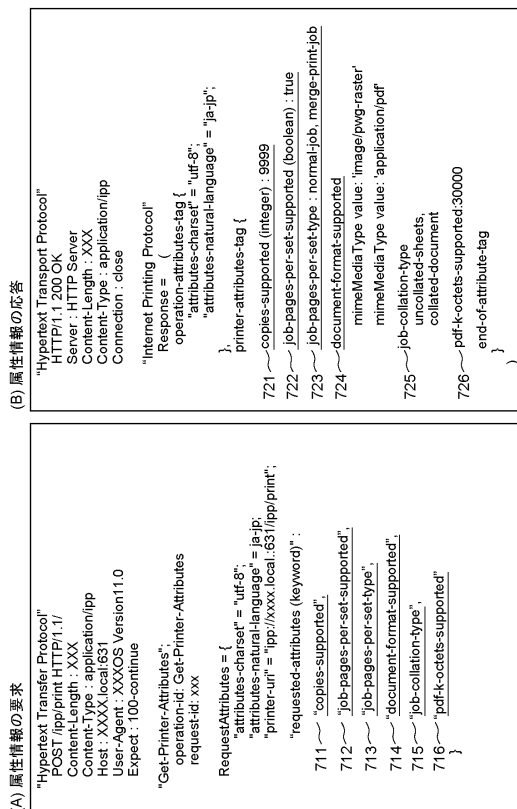 (A) 属性情報の要求
"Hypertext Transfer Protocol"
POST /ipp/print HTTP/1.1/
Content-Length : XXX
Content-Type : application/ipp
Host : XXXX.local:631
User-Agent : XXXOS Version11.0
Expect : 100-continue
"Get-Printer-Attributes";
operation-id: Get-Printer-Attributes
request-id: xxx
RequestAttributes = {
"attributes-charset" = "utf-8";
"attributes-natural-language" = ja-jp;
"printer-uri" = "ipp://xxxx.local.:631/ipp/print";
"requested-attributes (keyword)" :
711 "copies-supported",
712 "job-pages-per-set-supported",
713 "job-pages-per-set-type",
714 "document-format-supported",
715 "job-collation-type",
716 "pdf-k-octets-supported"
}
(B) 属性情報の応答
"Hypertext Transport Protocol"
HTTP/1.1 200 OK
Server : HTTP Server
Content-Length : XXX
Content-Type : application/ipp
Connection : close
"Internet Printing Protocol"
Response = (
operation-attributes-tag {
"attributes-charset" = "utf-8";
"attributes-natural-language" = "ja-jp";
},
printer-attributes-tag {
721 copies-supported (integer) : 9999
722 job-pages-per-set-supported (boolean) : true
723 job-pages-per-set-type : normal-job, merge-print-job
724 document-format-supported
mimeMediaType value: 'image/pwg-raster'
mimeMediaType value: 'application/pdf'
725 job-collation-type
uncollated-sheets,
collated-document
726 pdf-k-octets-supported:30000
end-of-attribute-tag
}
)